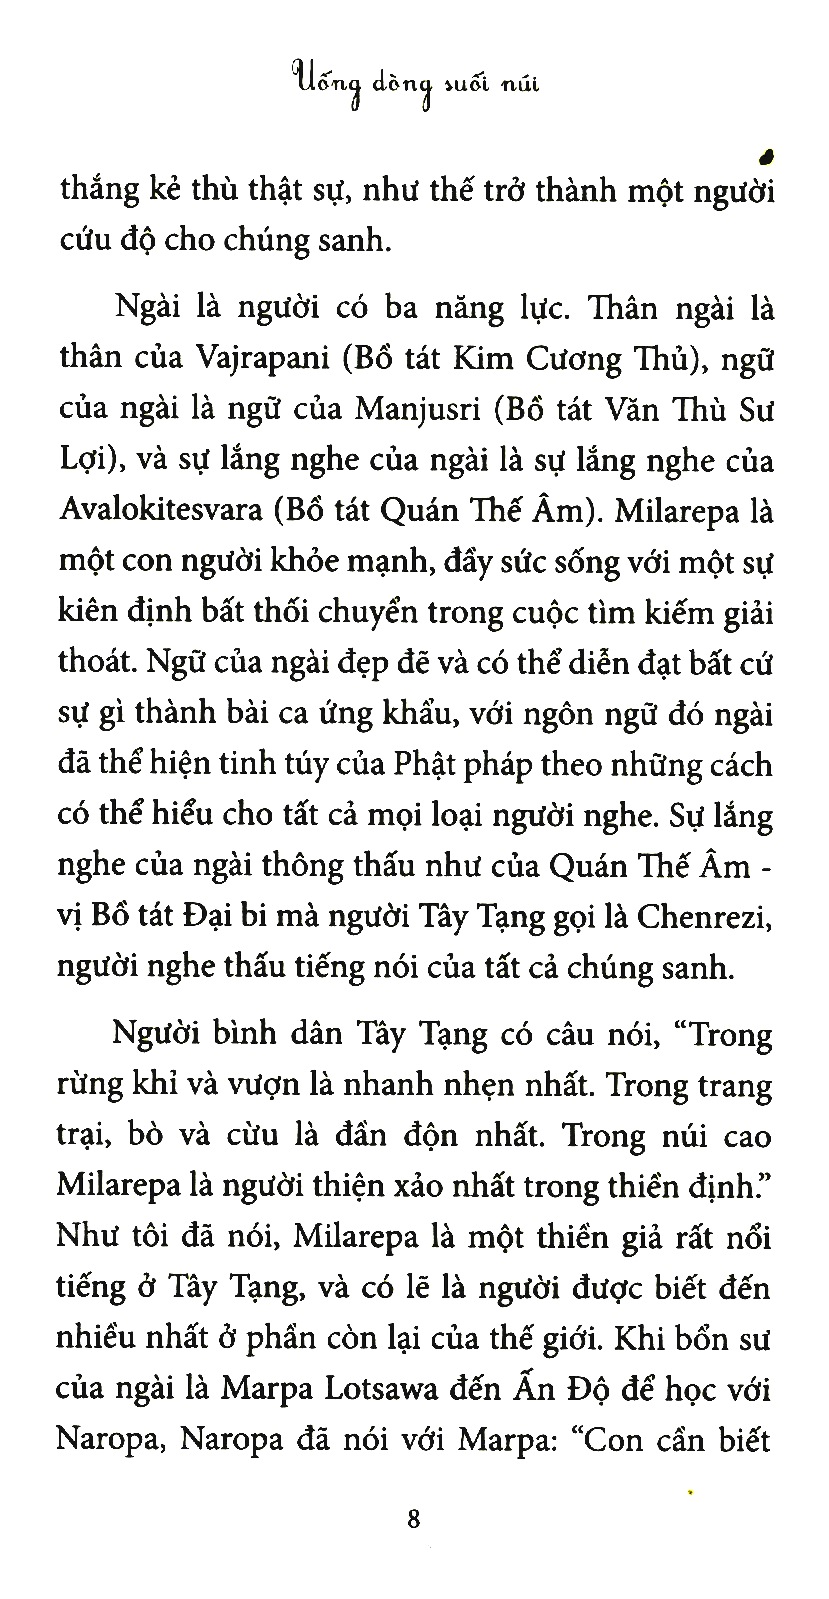 Uống dòng suối núi
thắng kẻ thù thật sự, như thế trở thành một người
cứu độ cho chúng sanh.
Ngài là người có ba năng lực. Thân ngài là
thân của Vajrapani (Bồ tát Kim Cương Thủ), ngữ
của ngài là ngữ của Manjusri (Bồ tát Văn Thù Sư
Lợi), và sự lắng nghe của ngài là sự lắng nghe của
Avalokitesvara (Bồ tát Quán Thế Âm). Milarepa là
một con người khỏe mạnh, đầy sức sống với một sự
kiên định bất thối chuyển trong cuộc tìm kiếm giải
thoát. Ngữ của ngài đẹp đẽ và có thể diễn đạt bất cứ
sự gì thành bài ca ứng khẩu, với ngôn ngữ đó ngài
đã thể hiện tinh túy của Phật pháp theo những cách
có thể hiểu cho tất cả mọi loại người nghe. Sự lắng
nghe của ngài thông thấu như của Quán Thế Âm -
vị Bồ tát Đại bi mà người Tây Tạng gọi là Chenrezi,
người nghe thấu tiếng nói của tất cả chúng sanh.
Người bình dân Tây Tạng có câu nói, “Trong
rừng khỉ và vượn là nhanh nhẹn nhất. Trong trang
trại, bò và cừu là đần độn nhất. Trong núi cao
Milarepa là người thiện xảo nhất trong thiền định.”
Như tôi đã nói, Milarepa là một thiền giả rất nổi
tiếng ở Tây Tạng, và có lẽ là người được biết đến
nhiều nhất ở phần còn lại của thế giới. Khi bổn sư
của ngài là Marpa Lotsawa đến Ấn Độ để học với
Naropa, Naropa đã nói với Marpa: “Con cần biết
8